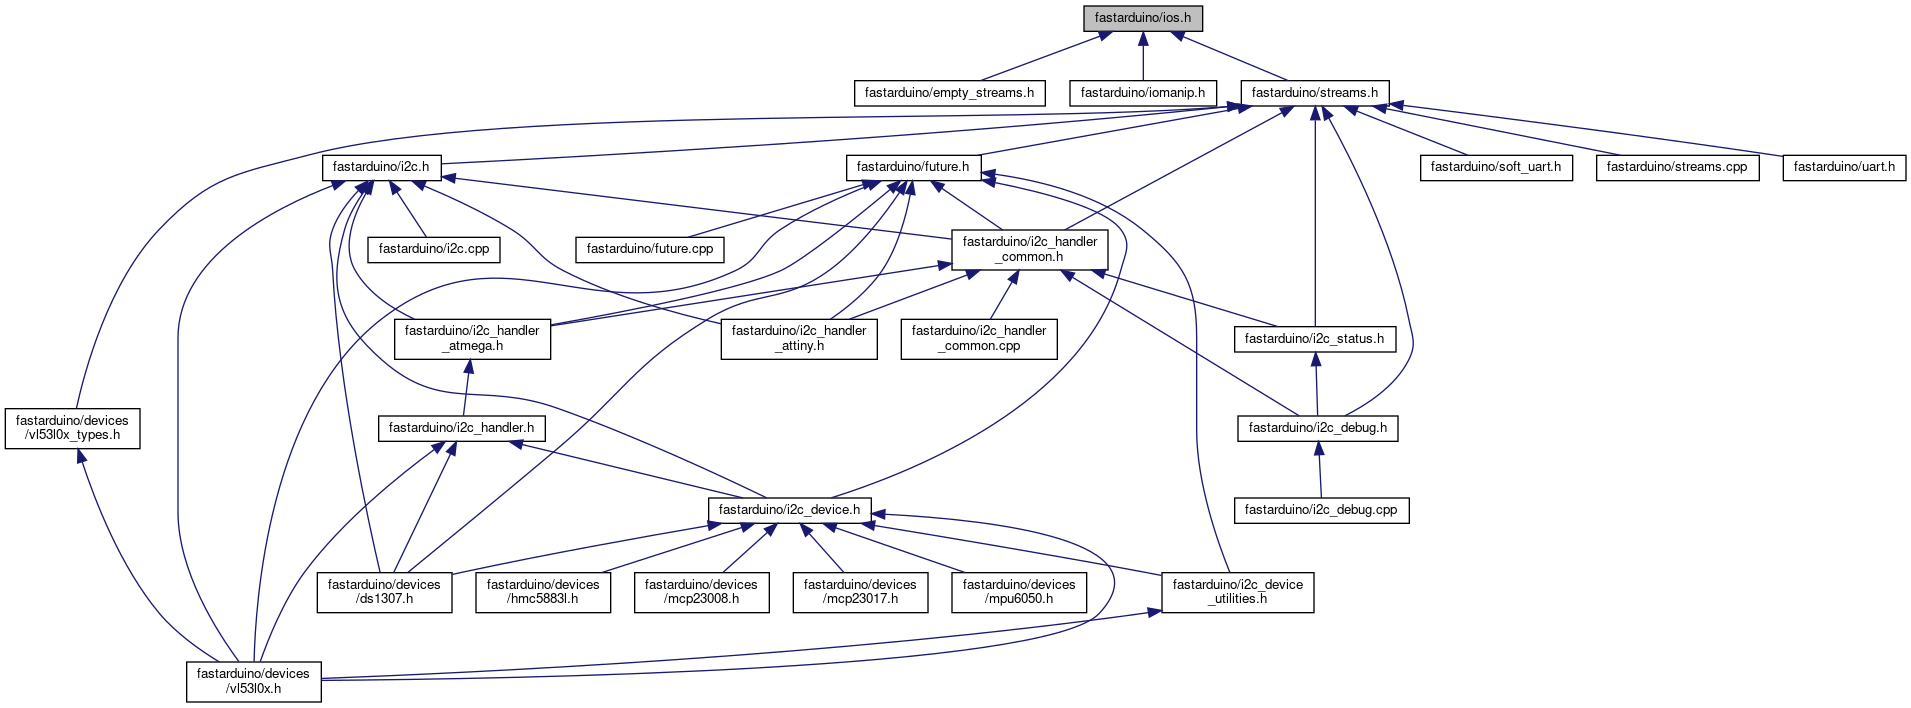 fastarduino/ios.h
fastarduino/empty_streams.h
fastarduino/iomanip.h
fastarduino/streams.h
fastarduino/i2c.h
fastarduino/future.h
fastarduino/soft_uart.h
fastarduino/streams.cpp
fastarduino/uart.h
fastarduino/i2c.cpp
fastarduino/future.cpp
fastarduino/i2c_handler
_common.h
fastarduino/i2c_handler
_atmega.h
fastarduino/i2c_handler
_attiny.h
fastarduino/i2c_handler
_common.cpp
fastarduino/i2c_status.h
fastarduino/devices
/vl53l0x_types.h
fastarduino/i2c_handler.h
fastarduino/i2c_debug.h
fastarduino/i2c_device.h
fastarduino/i2c_debug.cpp
fastarduino/devices
/ds1307.h
fastarduino/devices
/hmc5883l.h
fastarduino/devices
/mcp23008.h
fastarduino/devices
/mcp23017.h
fastarduino/devices
/mpu6050.h
fastarduino/i2c_device
_utilities.h
fastarduino/devices
/vl53l0x.h